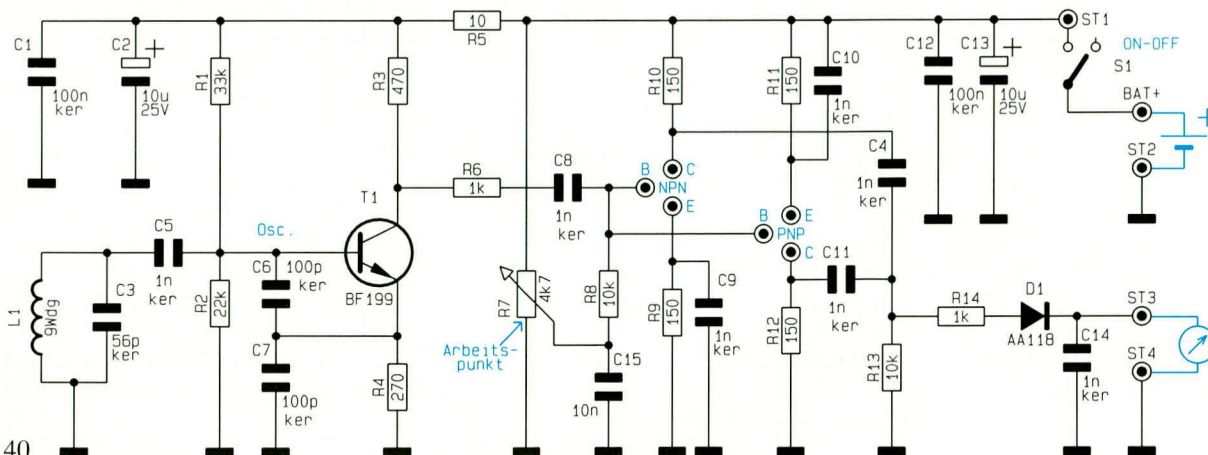 C1
100n
ker
C2
+
10u
25V
R1
33k
R3
470
10
R5
R10
150
R11
150
C10
1n
ker
C12
100n
ker
C13
+
10u
25V
ST1
ON-OFF
S1
BAT+
+
ST2
T1
BF199
R6
1k
C8
1n
ker
B
C
NPN
E
B
E
PNP
C
C4
1n
ker
C5
1n
ker
Osc.
C6
100p
ker
L1
9Wdg
C3
56p
ker
R2
22k
C7
100p
ker
R4
270
R7
4k7
Arbeits-
punkt
R8
10k
C15
10n
R9
150
C9
1n
ker
R12
150
C11
1n
ker
R13
10k
R14
1k
D1
AA118
C14
1n
ker
ST3
ST4
40